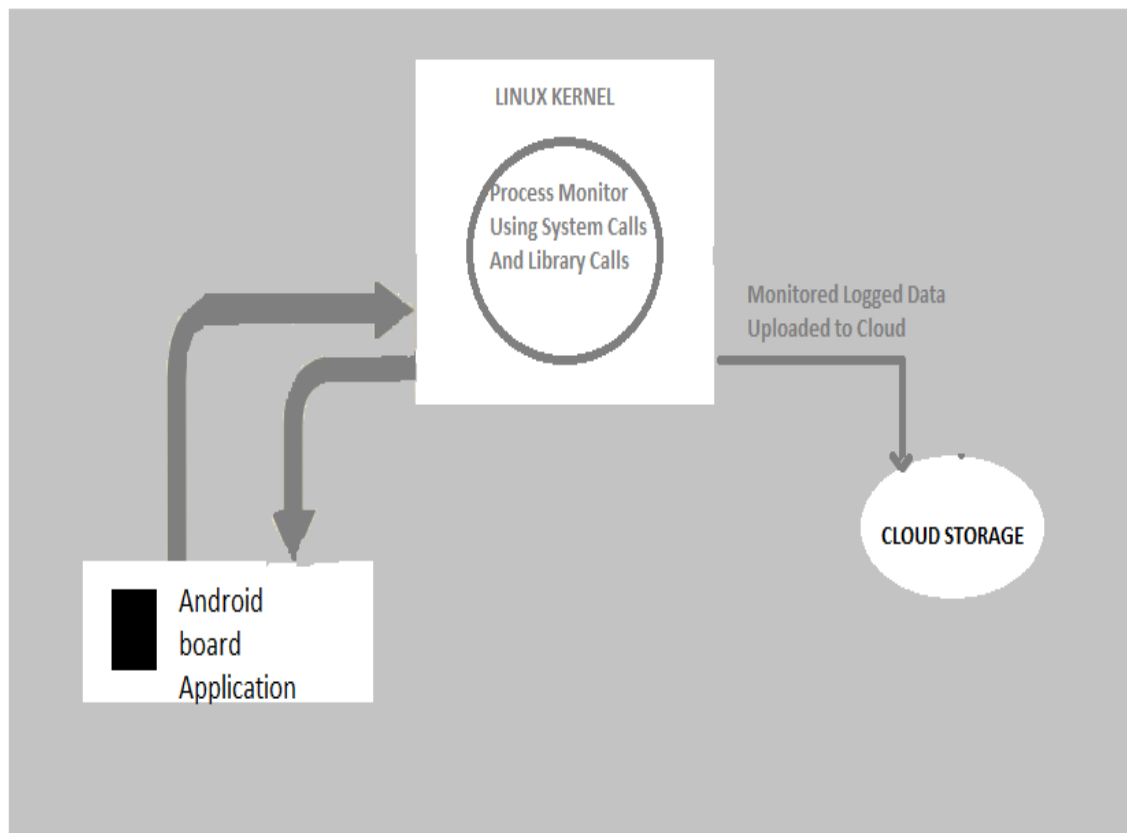 LINUX KERNEL
Process Monitor
Using System Calls
And Library Calls
Monitored Logged Data
Uploaded to Cloud
CLOUD STORAGE
Android
board
Application